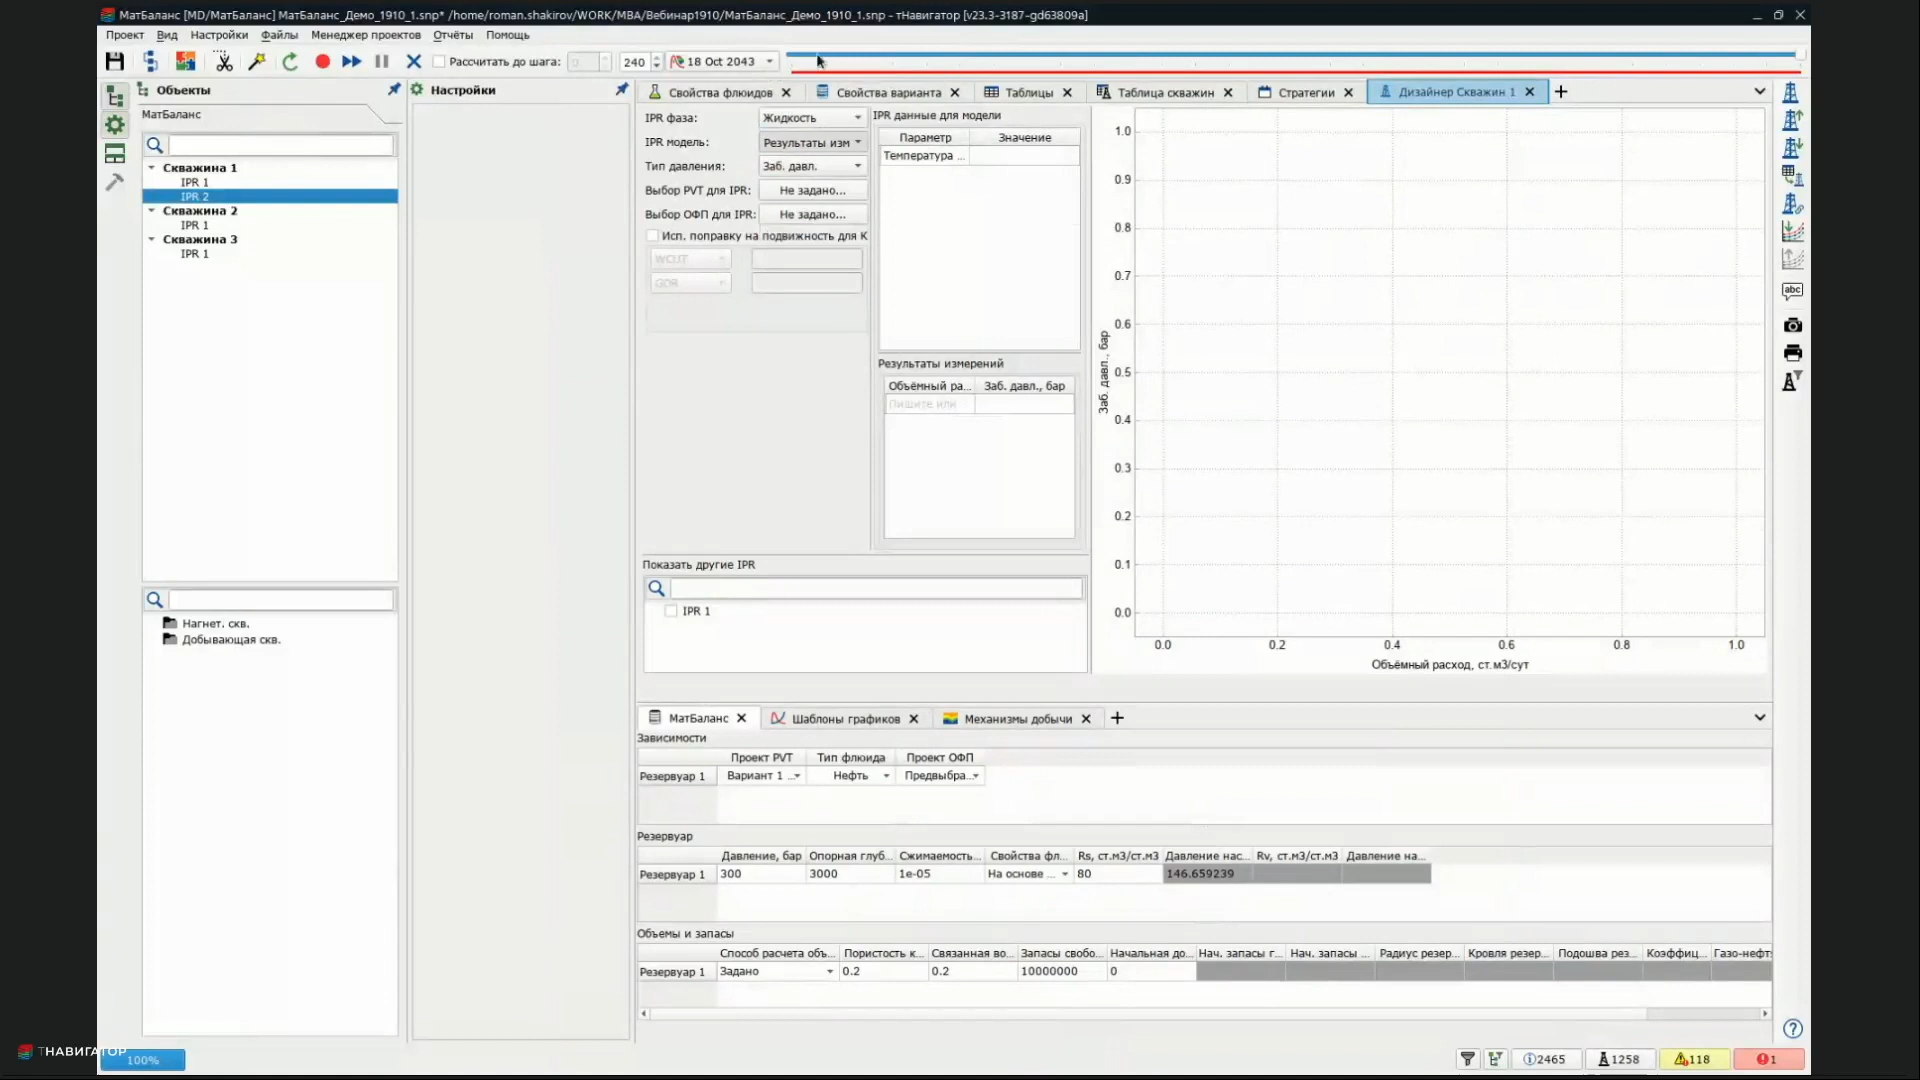 МатБаланс [MD/МатБаланс] МатБаланс_Демо_1910_1.snp* /home/roman.shakirov/WORK/MBA/Вебинар1910/МатБаланс_Демо_1910_1.snp - тНавигатор [v23.3-3187-gd63809a]
Проект Вид Настройки Файлы Менеджер проектов Отчёты Помощь
Рассчитать до шага: 0 240 18 Oct 2043
Объекты
МатБаланс
Скважина 1
IPR 1
IPR 2
Скважина 2
IPR 1
Скважина 3
IPR 1
Нагнет. скв.
Добывающая скв.
Настройки
Свойства флюидов Свойства варианта Таблицы Таблица скважин Стратегии Дизайнер Скважин 1
IPR фаза: Жидкость
IPR модель: Результаты изм
Тип давления: Заб. давл.
Выбор PVT для IPR: Не задано...
Выбор ОФП для IPR: Не задано...
Исп. поправку на подвижность для К
WCUT
GOR
IPR данные для модели
Параметр Значение
Температура ...
Результаты измерений
Объёмный ра... Заб. давл., бар
Пишите или
Показать другие IPR
IPR 1
1.0
0.9
0.8
0.7
0.6
0.5
0.4
0.3
0.2
0.1
0.0
Заб. давл., бар
0.0 0.2 0.4 0.6 0.8 1.0
Объёмный расход, ст.м3/сут
abc
МатБаланс Шаблоны графиков Механизмы добычи
Зависимости
Проект PVT Тип флюида Проект ОФП
Резервуар 1 Вариант 1 ... Нефть Предвыбра...
Резервуар
Давление, бар Опорная глуб... Сжимаемость... Свойства фл... Rs, ст.м3/ст.м3 Давление нас... Rv, ст.м3/ст.м3 Давление на...
Резервуар 1 300 3000 1e-05 На основе ... 80 146.659239
Объемы и запасы
Способ расчета объ... Пористость к... Связанная во... Запасы свобо... Начальная до... Нач. запасы г... Нач. запасы ... Радиус резер... Кровля резер... Подошва рез... Коэффиц... Газо-нефт
Резервуар 1 Задано 0.2 0.2 10000000 0
тНАВИГАТОР
100%
2465 1258 118 1